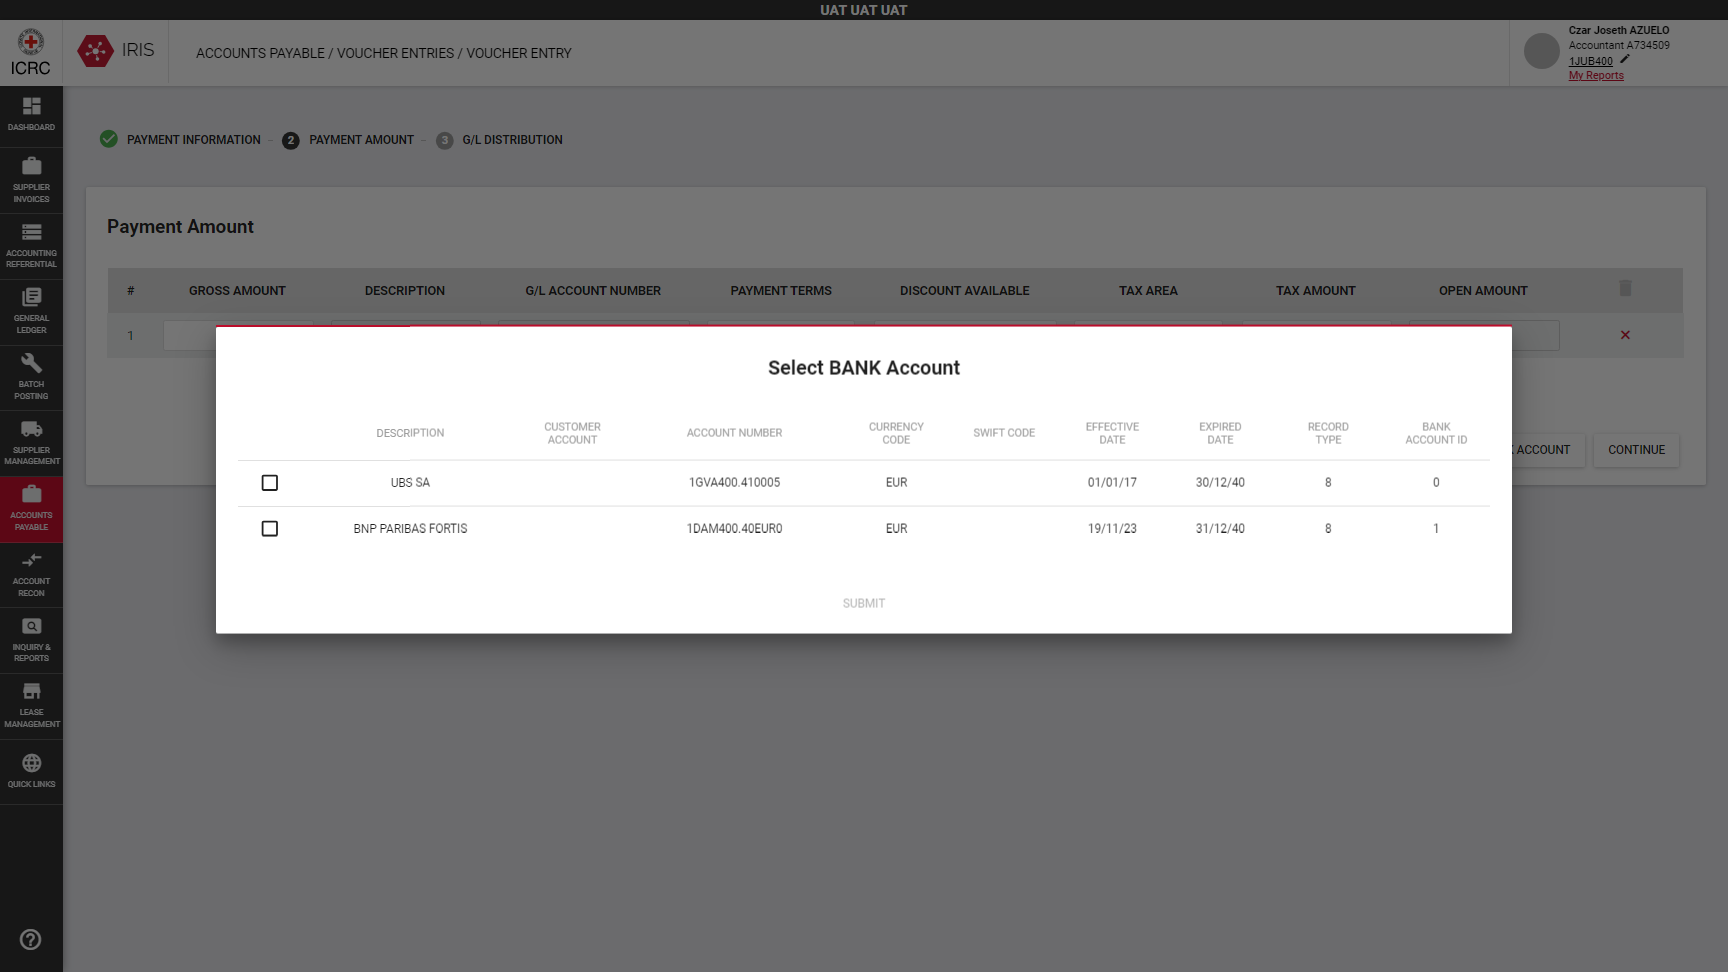 UAT UAT UAT
ICRC
IRIS
ACCOUNTS PAYABLE / VOUCHER ENTRIES / VOUCHER ENTRY
Czar Joseth AZUELO
Accountant A734509
1JUB400
My Reports
DASHBOARD
SUPPLIER
INVOICES
ACCOUNTING
REFERENTIAL
GENERAL
LEDGER
BATCH
POSTING
SUPPLIER
MANAGEMENT
ACCOUNTS
PAYABLE
ACCOUNT
RECON
INQUIRY &
REPORTS
LEASE
MANAGEMENT
QUICK LINKS
PAYMENT INFORMATION - 2 PAYMENT AMOUNT - 3 G/L DISTRIBUTION
Payment Amount
# GROSS AMOUNT DESCRIPTION G/L ACCOUNT NUMBER PAYMENT TERMS DISCOUNT AVAILABLE TAX AREA TAX AMOUNT OPEN AMOUNT
1
Select BANK Account
DESCRIPTION CUSTOMER ACCOUNT ACCOUNT NUMBER CURRENCY CODE SWIFT CODE EFFECTIVE DATE EXPIRED DATE RECORD TYPE BANK ACCOUNT ID
UBS SA 1GVA400.410005 EUR 01/01/17 30/12/40 8 0
BNP PARIBAS FORTIS 1DAM400.40EUR0 EUR 19/11/23 31/12/40 8 1
SUBMIT
ACCOUNT
CONTINUE